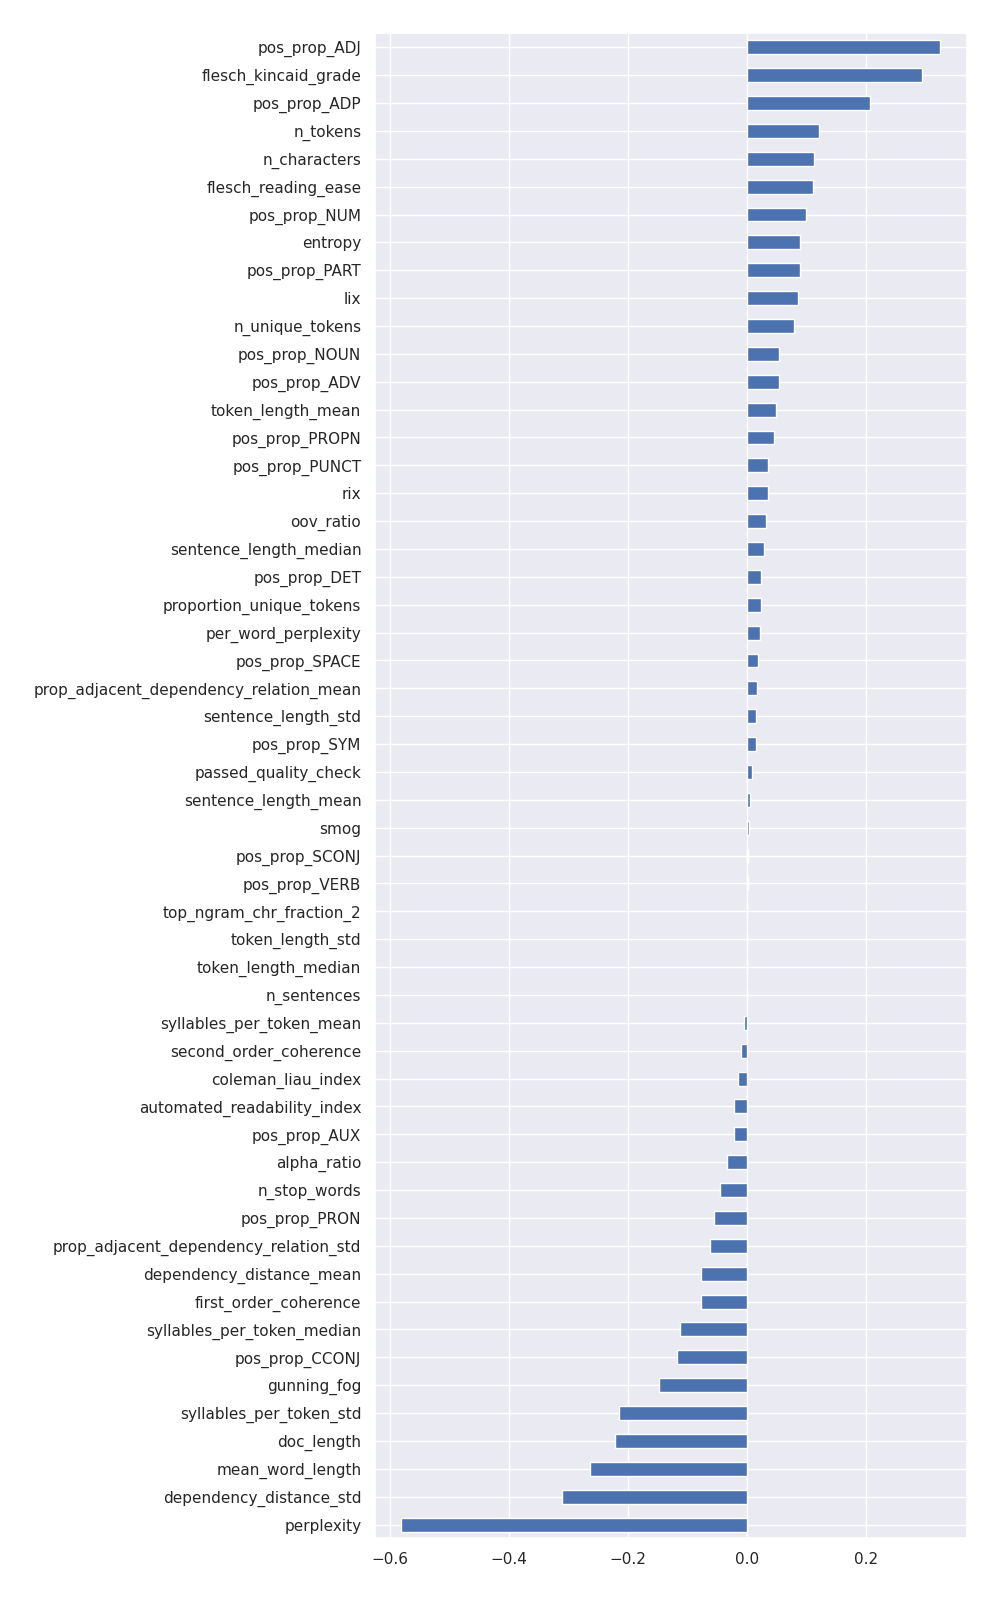 pos_prop_ADJ
flesch_kincaid_grade
pos_prop_ADP
n_tokens
n_characters
flesch_reading_ease
pos_prop_NUM
entropy
pos_prop_PART
lix
n_unique_tokens
pos_prop_NOUN
pos_prop_ADV
token_length_mean
pos_prop_PROPN
pos_prop_PUNCT
rix
oov_ratio
sentence_length_median
pos_prop_DET
proportion_unique_tokens
per_word_perplexity
pos_prop_SPACE
prop_adjacent_dependency_relation_mean
sentence_length_std
pos_prop_SYM
passed_quality_check
sentence_length_mean
smog
pos_prop_SCONJ
pos_prop_VERB
top_ngram_chr_fraction_2
token_length_std
token_length_median
n_sentences
syllables_per_token_mean
second_order_coherence
coleman_liau_index
automated_readability_index
pos_prop_AUX
alpha_ratio
n_stop_words
pos_prop_PRON
prop_adjacent_dependency_relation_std
dependency_distance_mean
first_order_coherence
syllables_per_token_median
pos_prop_CCONJ
gunning_fog
syllables_per_token_std
doc_length
mean_word_length
dependency_distance_std
perplexity
−0.6 −0.4 −0.2 0.0 0.2